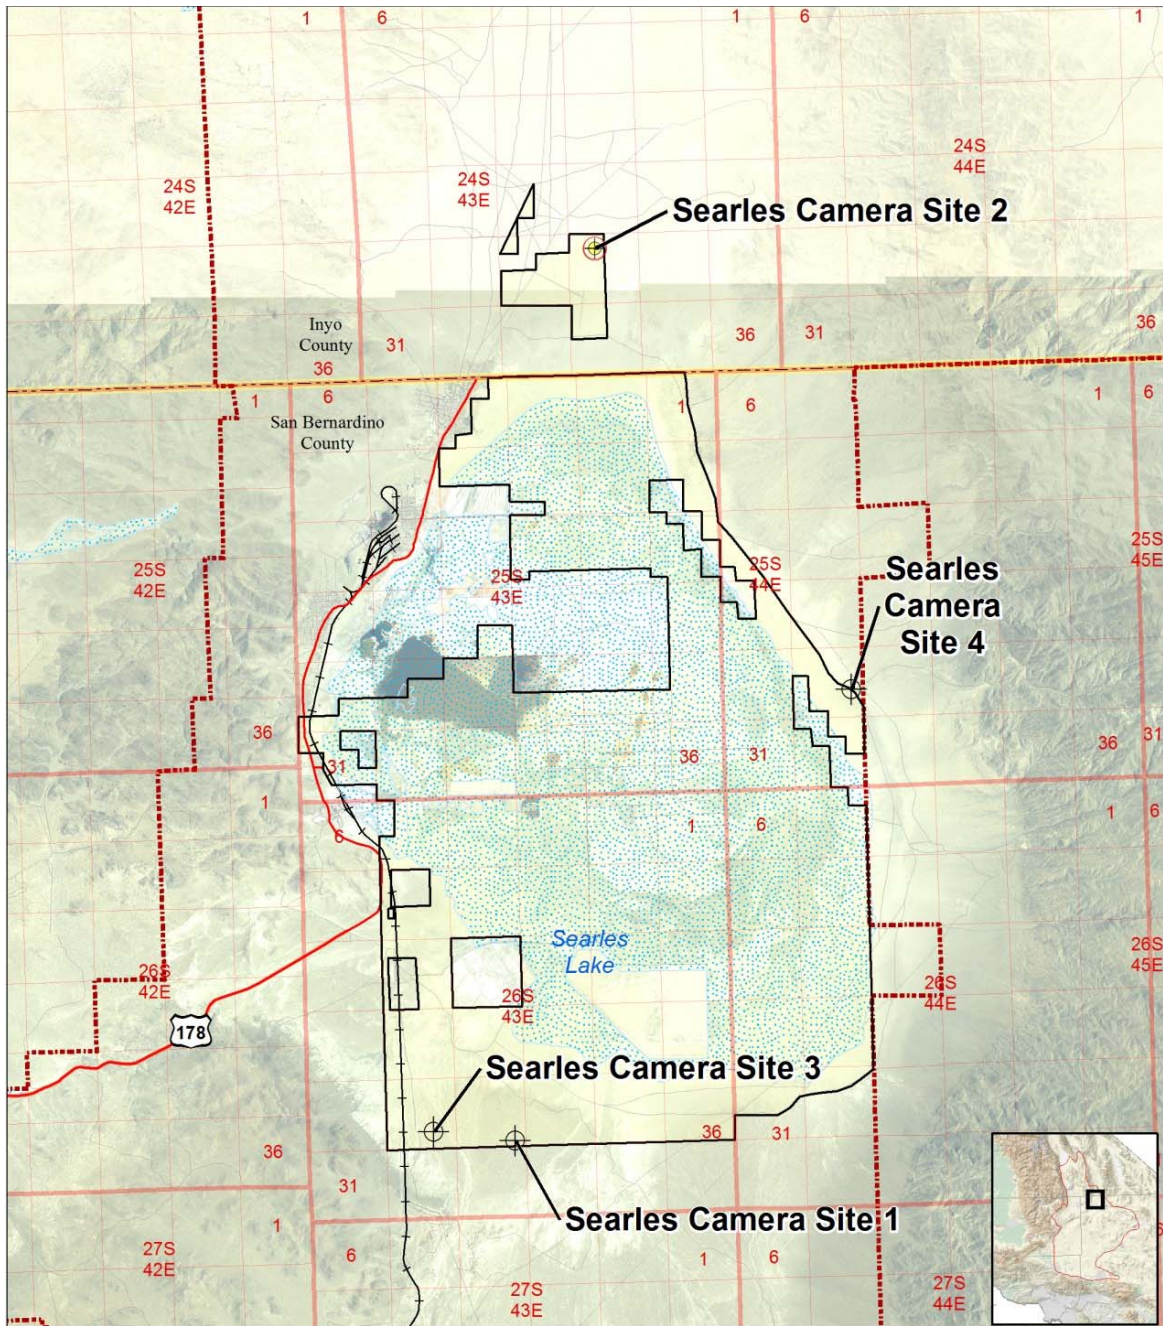 1
6
1
6
1
24S
44E
24S
43E
24S
42E
Searles Camera Site 2
Inyo
County
31
36
31
36
36
6
1
1
6
1
6
San Bernardino
County
25S
42E
25S
43E
25S
44E
25S
45E
Searles
Camera
Site 4
36
31
36
31
36
31
1
6
1
6
1
6
Searles
Lake
26S
42E
26S
43E
26S
44E
26S
45E
178
Searles Camera Site 3
36
31
36
31
Searles Camera Site 1
1
6
1
6
6
27S
42E
27S
43E
27S
44E